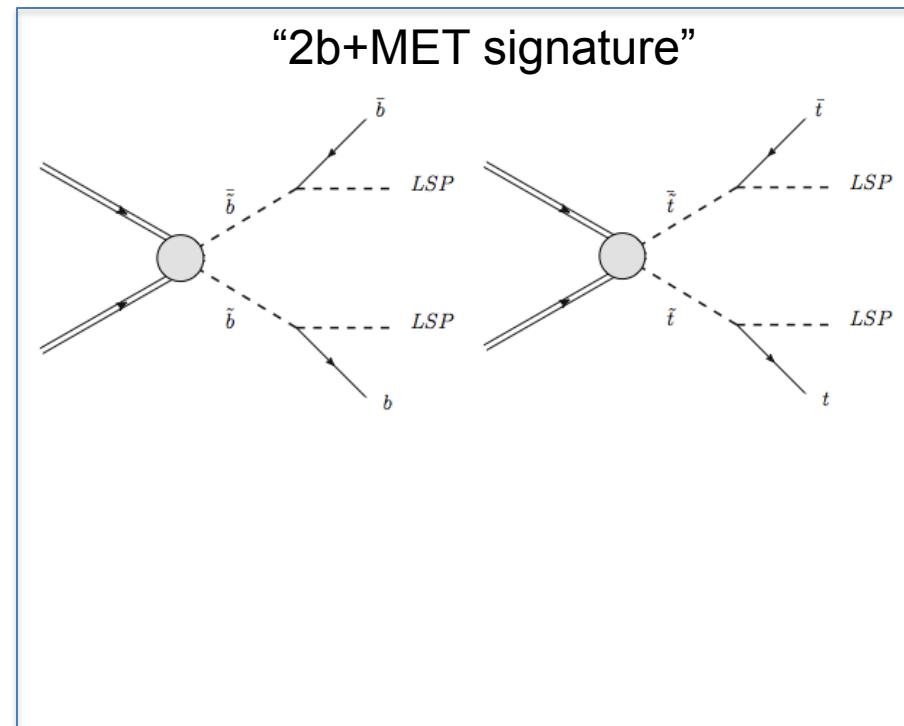 “2b+MET signature”
b̄ t̄
LSP LSP
b̃̄ t̃̄
b̃ LSP t̃ LSP
b t